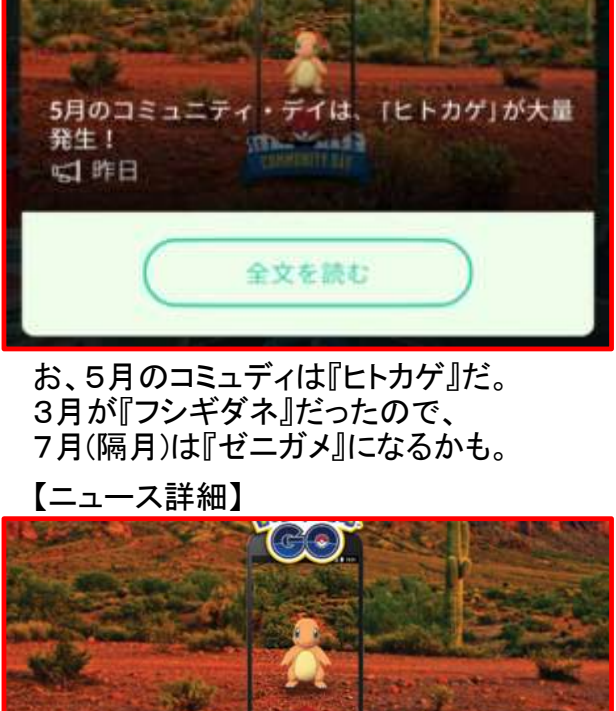 5月のコミュニティ・デイは、「ヒトカゲ」が大量
発生!
昨日
COMMUNITY DAY
全文を読む
お、5月のコミュディは『ヒトカゲ』だ。
3月が『フシギダネ』だったので、
7月(隔月)は『ゼニガメ』になるかも。
【ニュース詳細】
GO